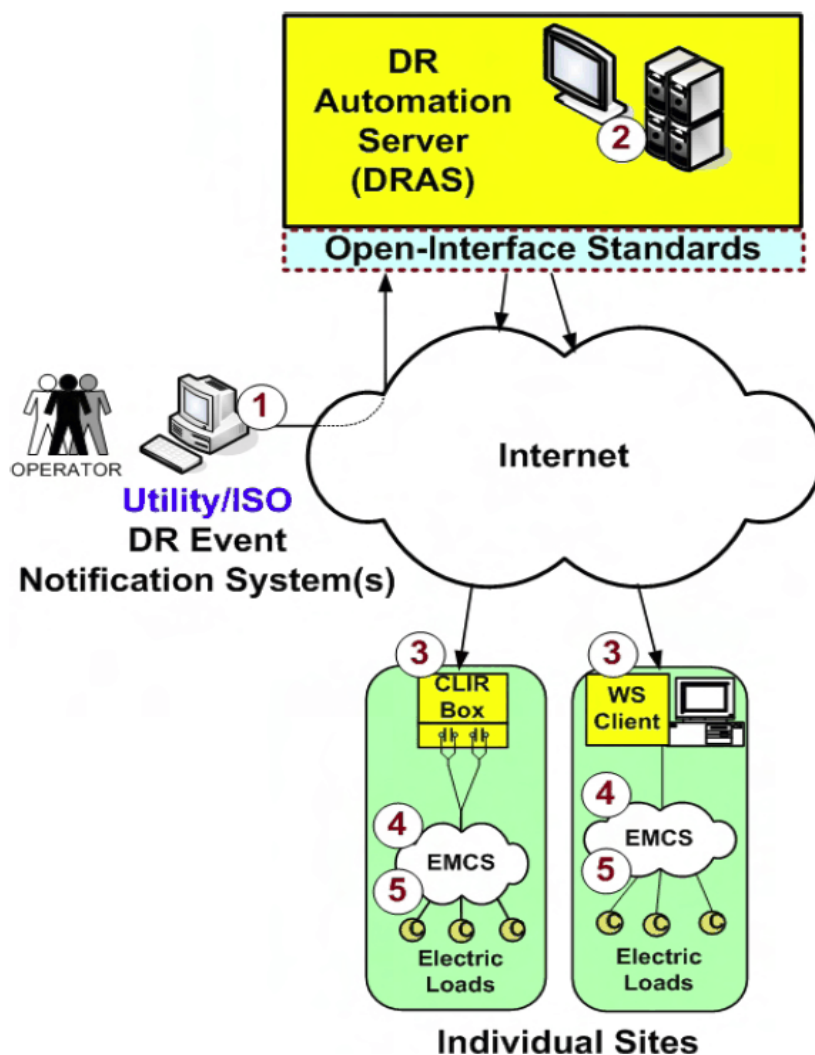 DR
Automation
Server
(DRAS)
2
Open-Interface Standards
OPERATOR
1
Utility/ISO
DR Event
Notification System(s)
Internet
3
CLIR
Box
4
EMCS
5
C C C
Electric
Loads
3
WS
Client
4
EMCS
5
C C C
Electric
Loads
Individual Sites